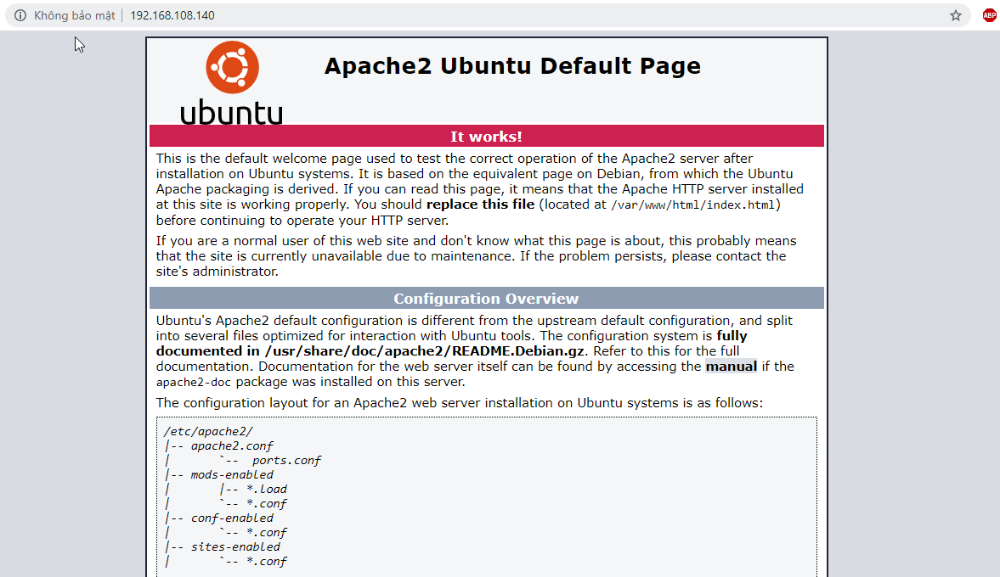 Không bảo mật 192.168.108.140
ABP
Apache2 Ubuntu Default Page
ubuntu
It works!
This is the default welcome page used to test the correct operation of the Apache2 server after
installation on Ubuntu systems. It is based on the equivalent page on Debian, from which the Ubuntu
Apache packaging is derived. If you can read this page, it means that the Apache HTTP server installed
at this site is working properly. You should replace this file (located at /var/www/html/index.html)
before continuing to operate your HTTP server.
If you are a normal user of this web site and don't know what this page is about, this probably means
that the site is currently unavailable due to maintenance. If the problem persists, please contact the
site's administrator.
Configuration Overview
Ubuntu's Apache2 default configuration is different from the upstream default configuration, and split
into several files optimized for interaction with Ubuntu tools. The configuration system is fully
documented in /usr/share/doc/apache2/README.Debian.gz. Refer to this for the full
documentation. Documentation for the web server itself can be found by accessing the manual if the
apache2-doc package was installed on this server.
The configuration layout for an Apache2 web server installation on Ubuntu systems is as follows:
/etc/apache2/
|-- apache2.conf
|       `--  ports.conf
|-- mods-enabled
|       |-- *.load
|       `-- *.conf
|-- conf-enabled
|       `-- *.conf
|-- sites-enabled
|       `-- *.conf